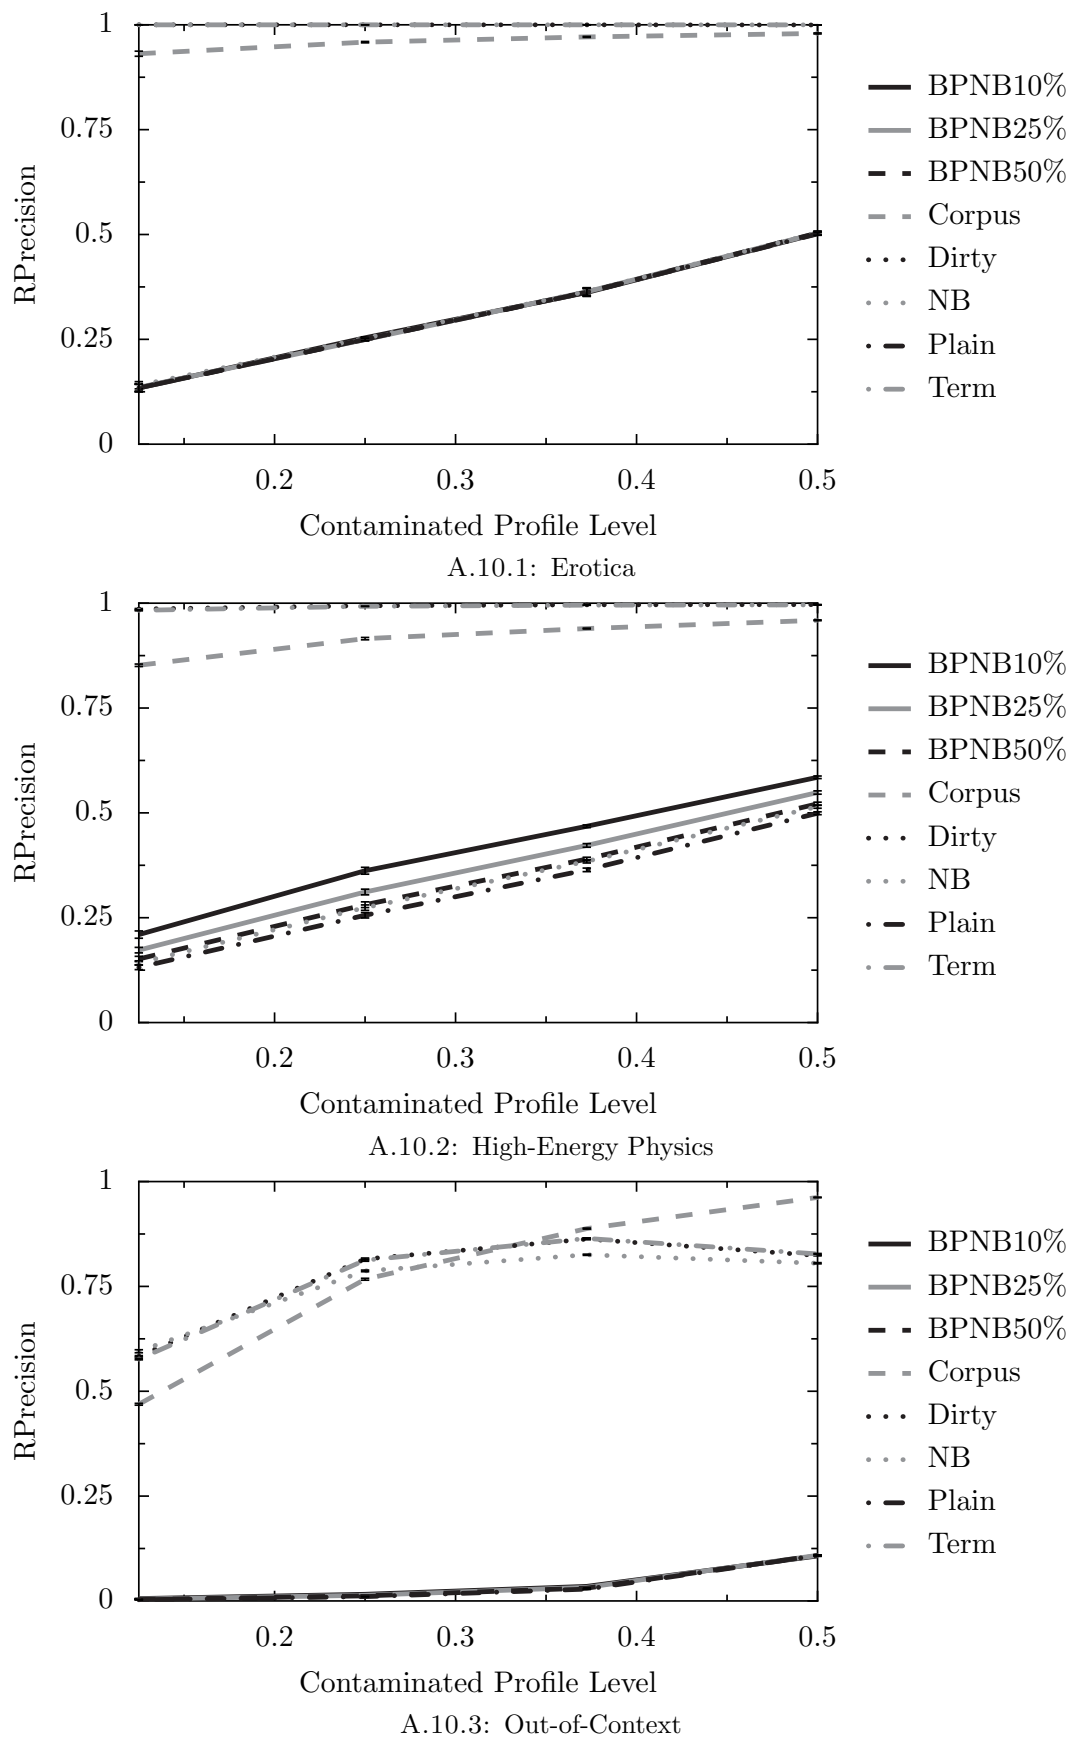 1
0.75
0.5
0.25
0
RPrecision
0.2 0.3 0.4 0.5
Contaminated Profile Level
BPNB10%
BPNB25%
BPNB50%
Corpus
Dirty
NB
Plain
Term
A.10.1: Erotica
1
0.75
0.5
0.25
0
RPrecision
0.2 0.3 0.4 0.5
Contaminated Profile Level
BPNB10%
BPNB25%
BPNB50%
Corpus
Dirty
NB
Plain
Term
A.10.2: High-Energy Physics
1
0.75
0.5
0.25
0
RPrecision
0.2 0.3 0.4 0.5
Contaminated Profile Level
BPNB10%
BPNB25%
BPNB50%
Corpus
Dirty
NB
Plain
Term
A.10.3: Out-of-Context